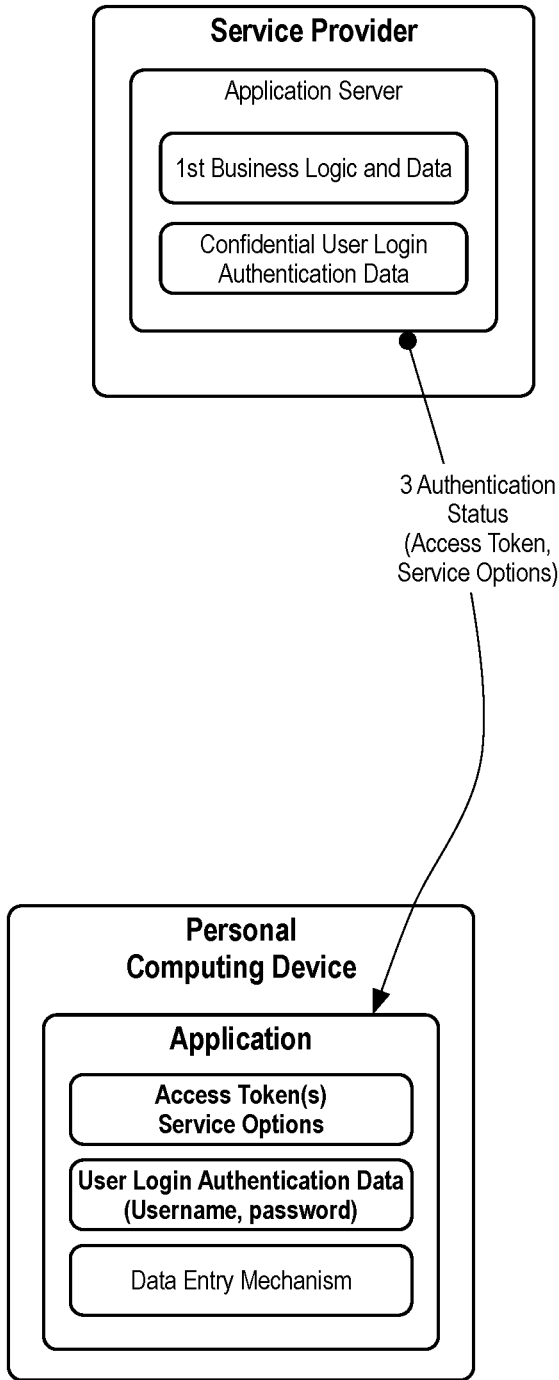 Service Provider
Application Server
1st Business Logic and Data
Confidential User Login
Authentication Data
3 Authentication
Status
(Access Token,
Service Options)
Personal
Computing Device
Application
Access Token(s)
Service Options
User Login Authentication Data
(Username, password)
Data Entry Mechanism